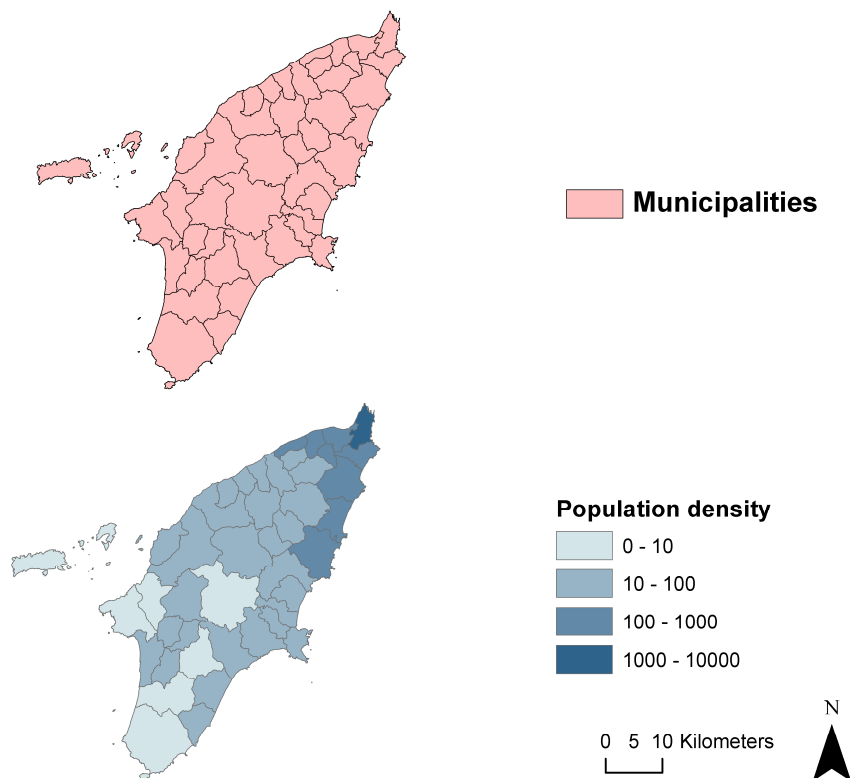 Municipalities
Population density
0 - 10
10 - 100
100 - 1000
1000 - 10000
N
0 5 10 Kilometers